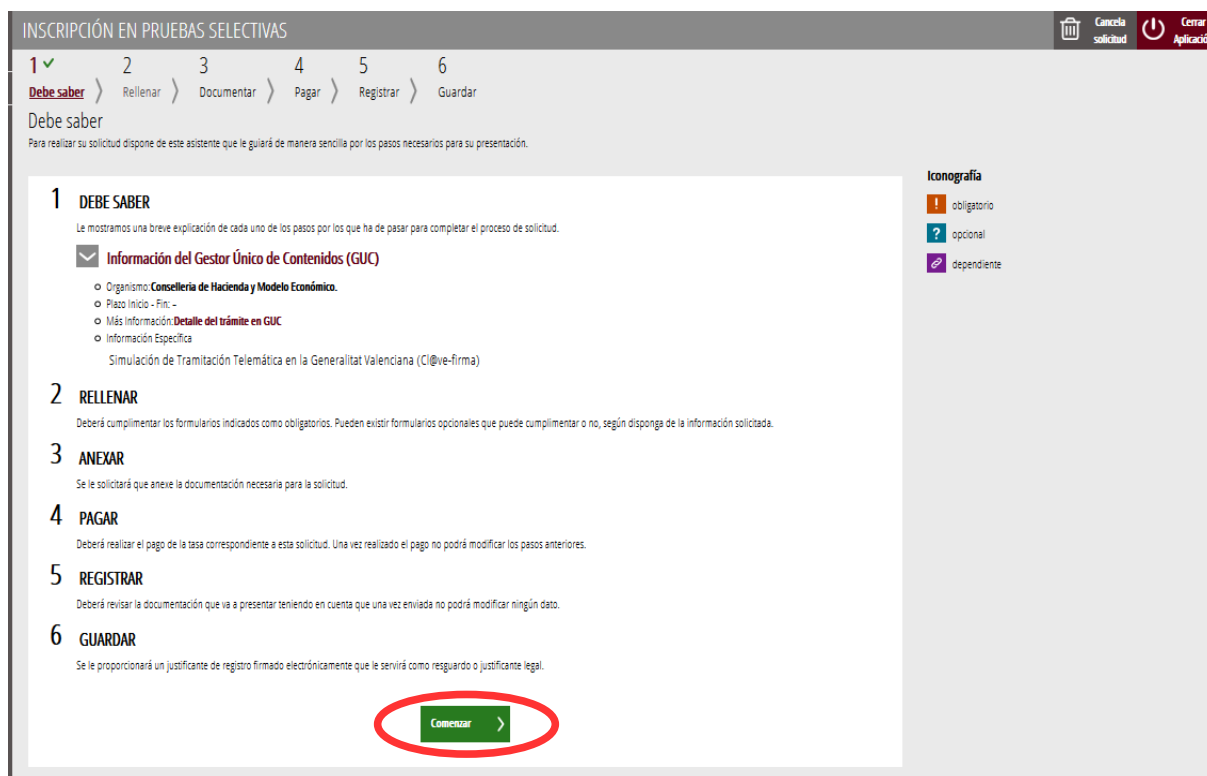 INSCRIPCIÓN EN PRUEBAS SELECTIVAS
Cancela solicitud
Cerrar
1 2 3 4 5 6
Debe saber Rellenar Documentar Pagar Registrar Guardar
Debe saber
Para realizar su solicitud dispone de este asistente que le guiará de manera sencilla por los pasos necesarios para su presentación.
Iconografía
! obligatorio
? opcional
dependiente
1 DEBE SABER
Le mostramos una breve explicación de cada uno de los pasos por los que ha de pasar para completar el proceso de solicitud.
Información del Gestor Único de Contenidos (GUC)
Organismo:Conselleria de Hacienda y Modelo Económico.
Plazo Inicio - Fin: –
Más Información:Detalle del trámite en GUC
Información Específica
Simulación de Tramitación Telemática en la Generalitat Valenciana (Cl@ve-firma)
2 RELLENAR
Deberá cumplimentar los formularios indicados como obligatorios. Pueden existir formularios opcionales que puede cumplimentar o no, según disponga de la información solicitada.
3 ANEXAR
Se le solicitará que anexe la documentación necesaria para la solicitud.
4 PAGAR
Deberá realizar el pago de la tasa correspondiente a esta solicitud. Una vez realizado el pago no podrá modificar los pasos anteriores.
5 REGISTRAR
Deberá revisar la documentación que va a presentar teniendo en cuenta que una vez enviada no podrá modificar ningún dato.
6 GUARDAR
Se le proporcionará un justificante de registro firmado electrónicamente que le servirá como resguardo o justificante legal.
Comenzar